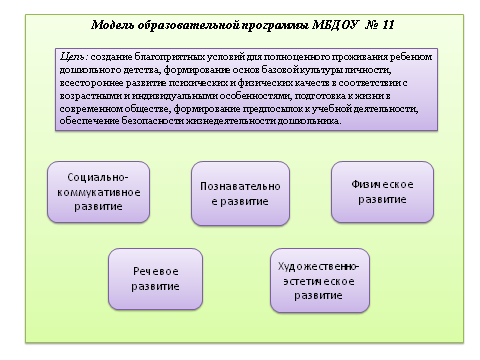 Модель образовательной программы МБДОУ № 11
Цель: создание благоприятных условий для полноценного проживания ребенком
дошкольного детства, формирование основ базовой культуры личности,
всестороннее развитие психических и физических качеств в соответствии с
возрастными и индивидуальными особенностями, подготовка к жизни в
современном обществе, формирование предпосылок к учебной деятельности,
обеспечение безопасности жизнедеятельности дошкольника.
Социально-
коммукативное
развитие
Познавательно
е развитие
Физическое
развитие
Речевое
развитие
Художественно-
эстетическое
развитие